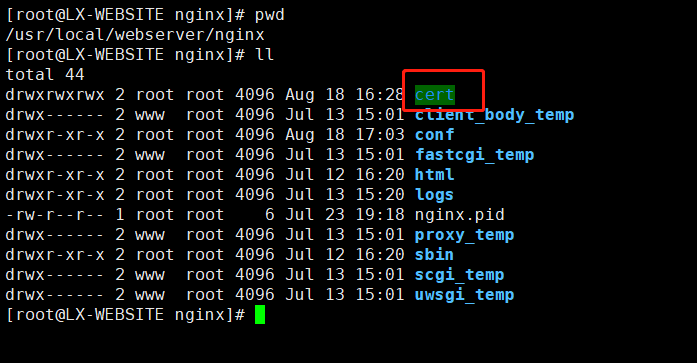 [root@LX-WEBSITE nginx]# pwd
/usr/local/webserver/nginx
[root@LX-WEBSITE nginx]# ll
total 44
drwxrwxrwx 2 root root 4096 Aug 18 16:28 cert
drwx------ 2 www  root 4096 Jul 13 15:01 client_body_temp
drwxr-xr-x 2 root root 4096 Aug 18 17:03 conf
drwx------ 2 www  root 4096 Jul 13 15:01 fastcgi_temp
drwxr-xr-x 2 root root 4096 Jul 12 16:20 html
drwxr-xr-x 2 root root 4096 Jul 13 15:20 logs
-rw-r--r-- 1 root root    6 Jul 23 19:18 nginx.pid
drwx------ 2 www  root 4096 Jul 13 15:01 proxy_temp
drwxr-xr-x 2 root root 4096 Jul 12 16:20 sbin
drwx------ 2 www  root 4096 Jul 13 15:01 scgi_temp
drwx------ 2 www  root 4096 Jul 13 15:01 uwsgi_temp
[root@LX-WEBSITE nginx]#